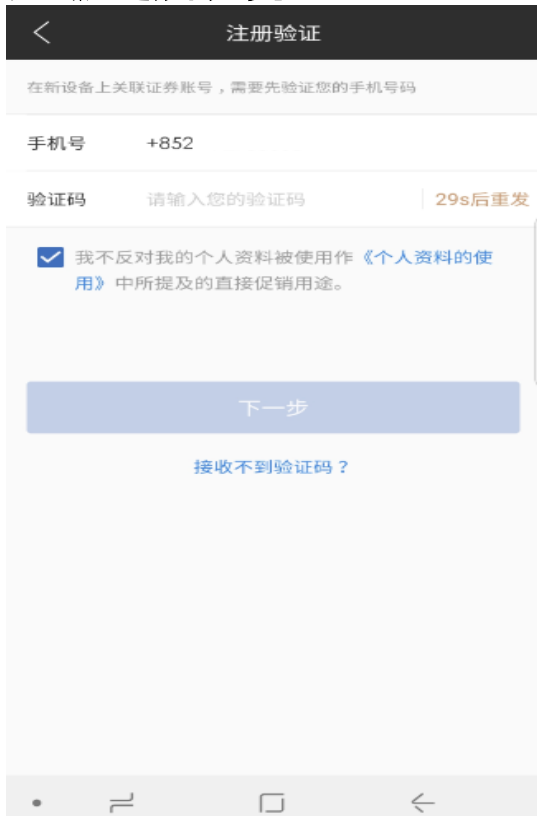 注册验证
在新设备上关联证券账号，需要先验证您的手机号码
手机号 +852
验证码 请输入您的验证码 29s后重发
我不反对我的个人资料被使用作《个人资料的使
用》中所提及的直接促销用途。
下一步
接收不到验证码？